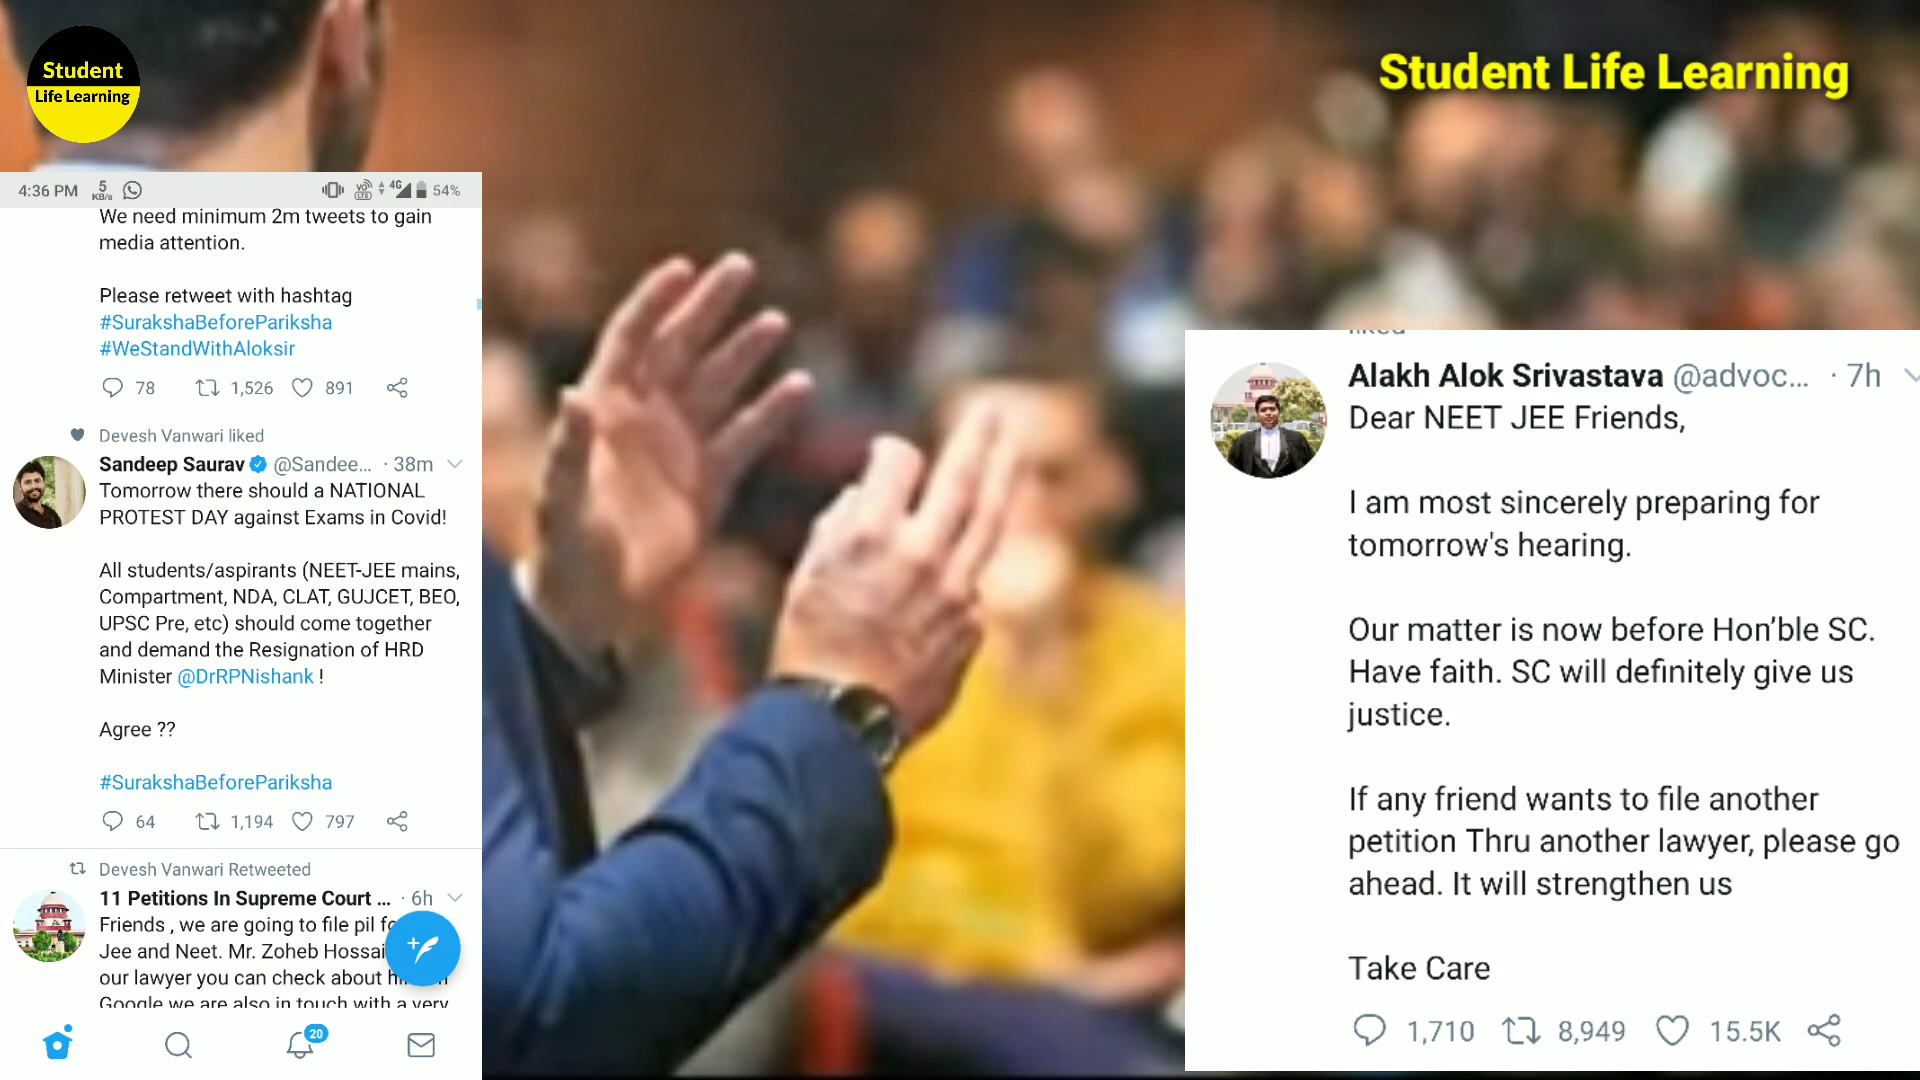 Student
Life Learning
Student Life Learning
4:36 PM 5 KB/s VO LTE 4G 54%
We need minimum 2m tweets to gain
media attention.
Please retweet with hashtag
#SurakshaBeforePariksha
#WeStandWithAloksir
78 1,526 891
Devesh Vanwari liked
Sandeep Saurav @Sandee... · 38m
Tomorrow there should a NATIONAL
PROTEST DAY against Exams in Covid!
All students/aspirants (NEET-JEE mains,
Compartment, NDA, CLAT, GUJCET, BEO,
UPSC Pre, etc) should come together
and demand the Resignation of HRD
Minister @DrRPNishank !
Agree ??
#SurakshaBeforePariksha
64 1,194 797
Devesh Vanwari Retweeted
11 Petitions In Supreme Court ... · 6h
Friends , we are going to file pil
Jee and Neet. Mr. Zoheb
our lawyer you can check about
Google we are also in touch with a very
20
liked
Alakh Alok Srivastava @advoc... · 7h
Dear NEET JEE Friends,
I am most sincerely preparing for
tomorrow's hearing.
Our matter is now before Hon'ble SC.
Have faith. SC will definitely give us
justice.
If any friend wants to file another
petition Thru another lawyer, please go
ahead. It will strengthen us
Take Care
1,710 8,949 15.5K